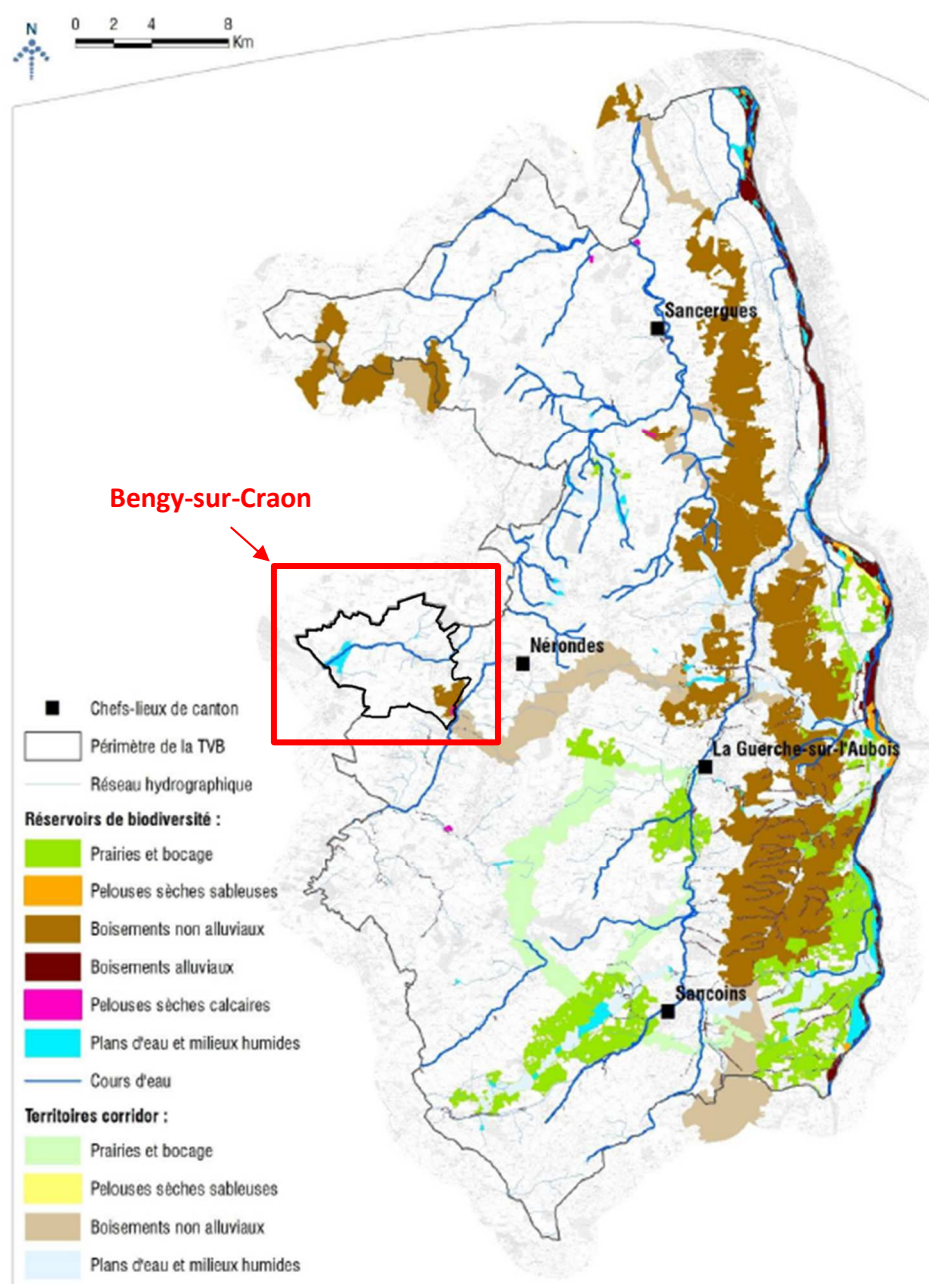 N
0 2 4 8
Km
Sancergues
Bengy-sur-Craon
Nérondes
La Guerche-sur-l'Aubois
Sancoins
Chefs-lieux de canton
Périmètre de la TVB
Réseau hydrographique
Réservoirs de biodiversité :
Prairies et bocage
Pelouses sèches sableuses
Boisements non alluviaux
Boisements alluviaux
Pelouses sèches calcaires
Plans d'eau et milieux humides
Cours d'eau
Territoires corridor :
Prairies et bocage
Pelouses sèches sableuses
Boisements non alluviaux
Plans d'eau et milieux humides